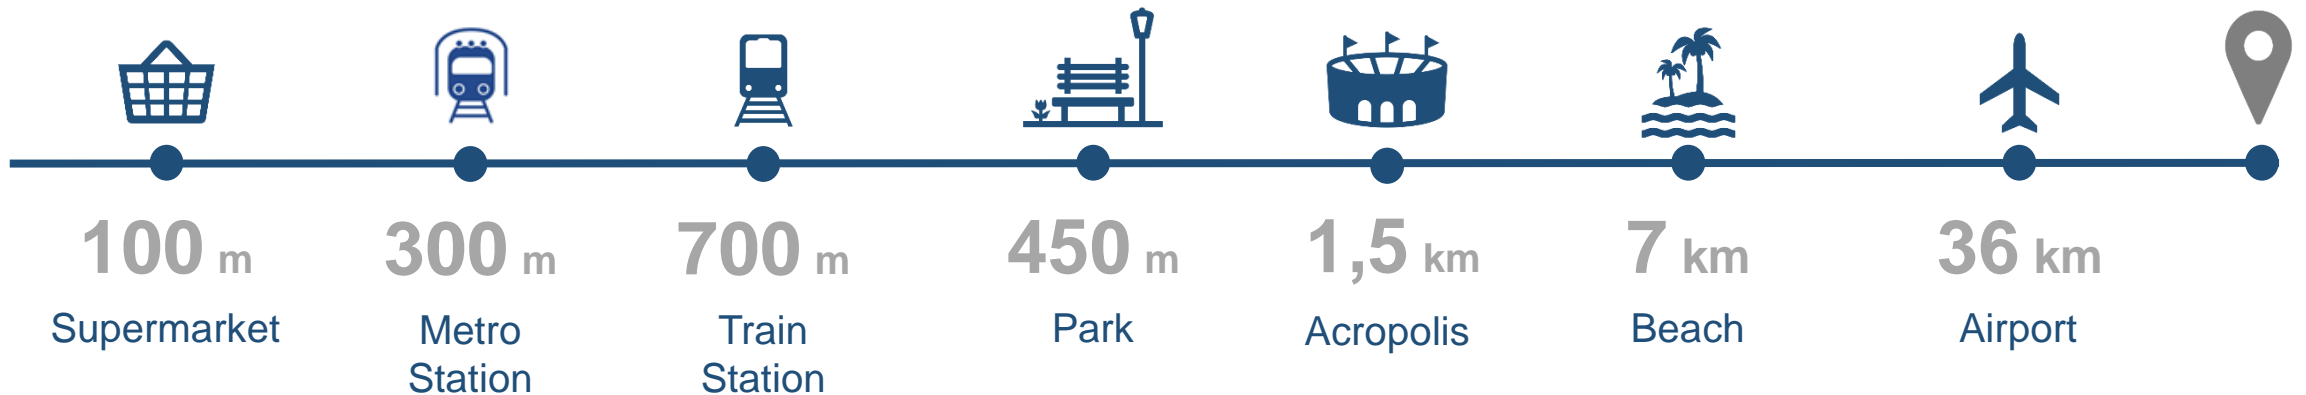 100 m
300 m
700 m
450 m
1,5 km
7 km
36 km
Supermarket
Metro
Station
Train
Station
Park
Acropolis
Beach
Airport